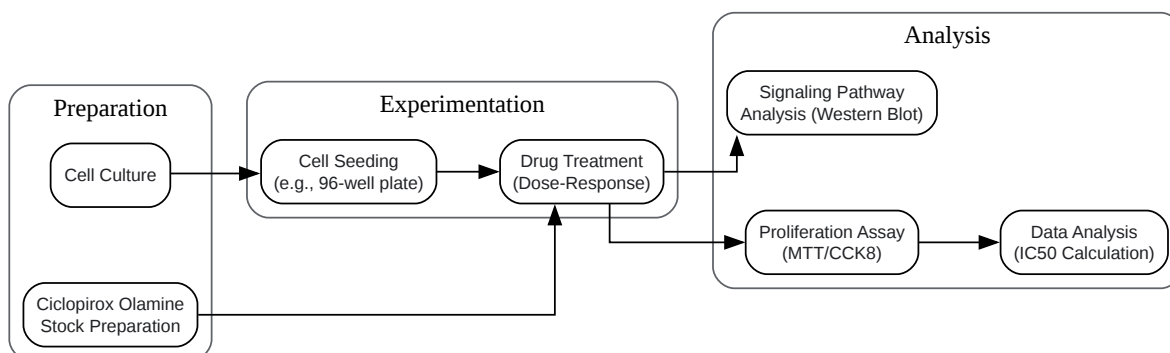 Preparation
Cell Culture
Ciclopirox Olamine
Stock Preparation
Experimentation
Cell Seeding
(e.g., 96-well plate)
Drug Treatment
(Dose-Response)
Analysis
Signaling Pathway
Analysis (Western Blot)
Proliferation Assay
(MTT/CCK8)
Data Analysis
(IC50 Calculation)